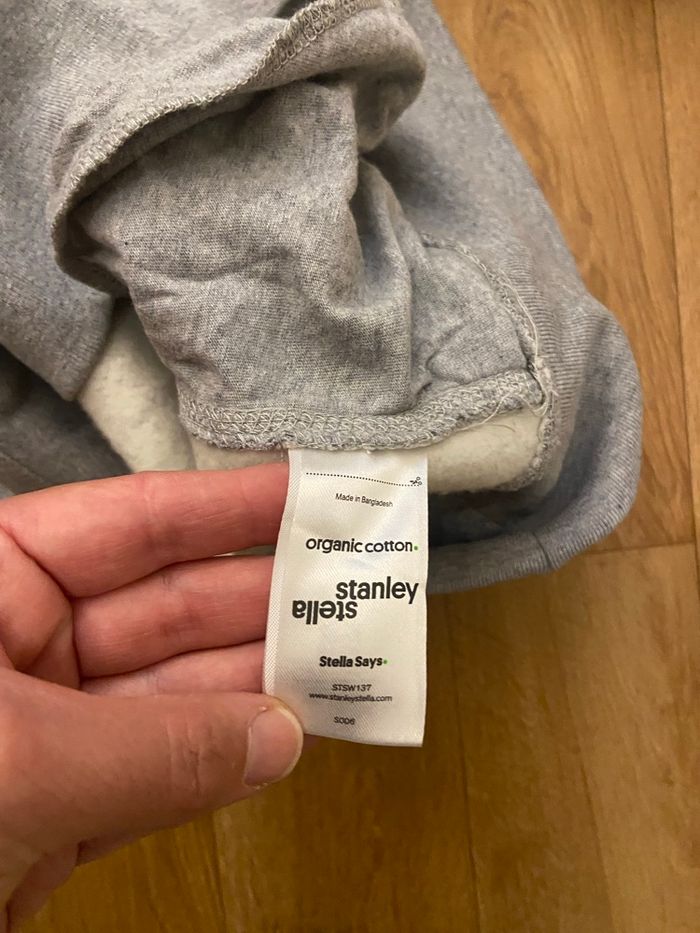 Made in Bangladesh
organic cotton.
stanley
stella
Stella Says.
STSW137
www.stanleystella.com
S006